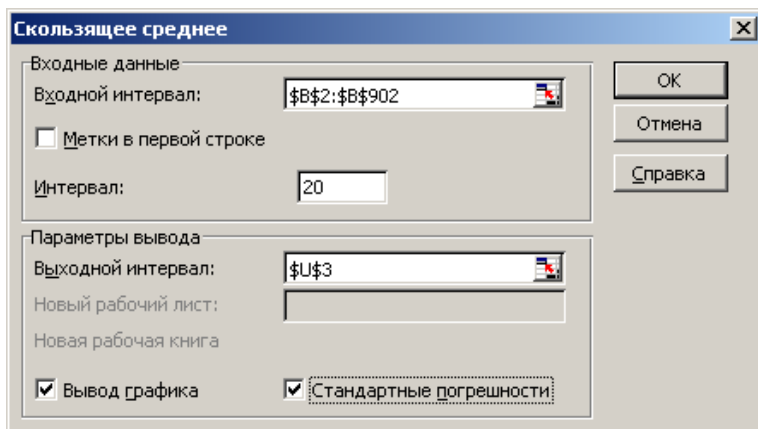 Скользящее среднее
Входные данные
Входной интервал:
$B$2:$B$902
Метки в первой строке
Интервал:
20
OK
Отмена
Справка
Параметры вывода
Выходной интервал:
$U$3
Новый рабочий лист:
Новая рабочая книга
Вывод графика
Стандартные погрешности